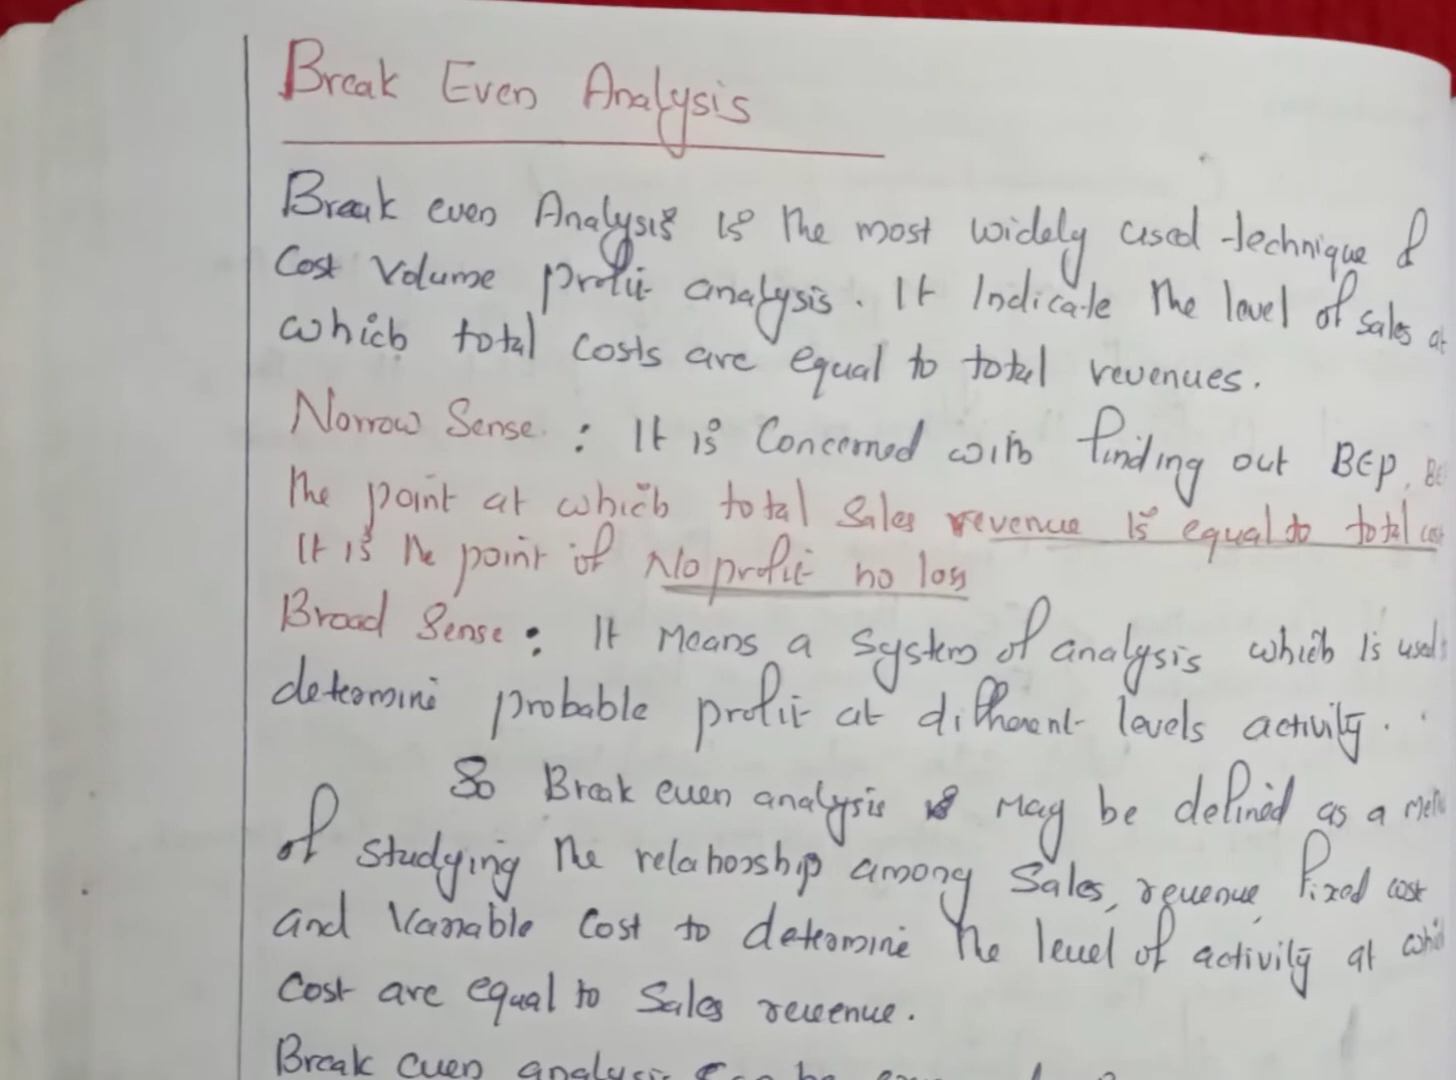 Break Even Analysis
Break even Analysis is the most widely used technique of
Cost Volume profit analysis. It Indicate the level of sales at
which total costs are equal to total revenues.
Norrow Sense : It is Concerned with finding out BEP,
the point at which total Sales revenue is equal to total cost
It is the point of No profit no loss
Broad Sense : It Means a System of analysis which is used
determine probable profit at different levels activity.
So Break even analysis may be defined as a
of studying the relationship among Sales, revenue, fixed cost
and Variable Cost to determine the level of activity at
Cost are equal to Sales revenue.
Break even analysis